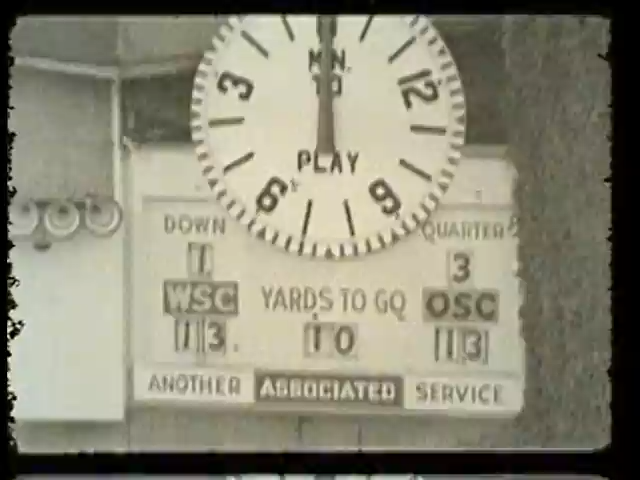 MIN.
TO
3 12
PLAY
6 9
DOWN QUARTER
1 3
WSC YARDS TO GO OSC
13 10 13
ANOTHER ASSOCIATED SERVICE